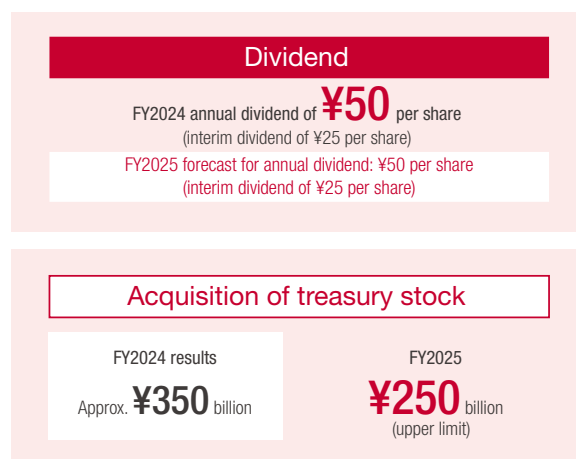 Dividend
FY2024 annual dividend of ¥50 per share
(interim dividend of ¥25 per share)
FY2025 forecast for annual dividend: ¥50 per share
(interim dividend of ¥25 per share)
Acquisition of treasury stock
FY2024 results
Approx. ¥350 billion
FY2025
¥250 billion
(upper limit)